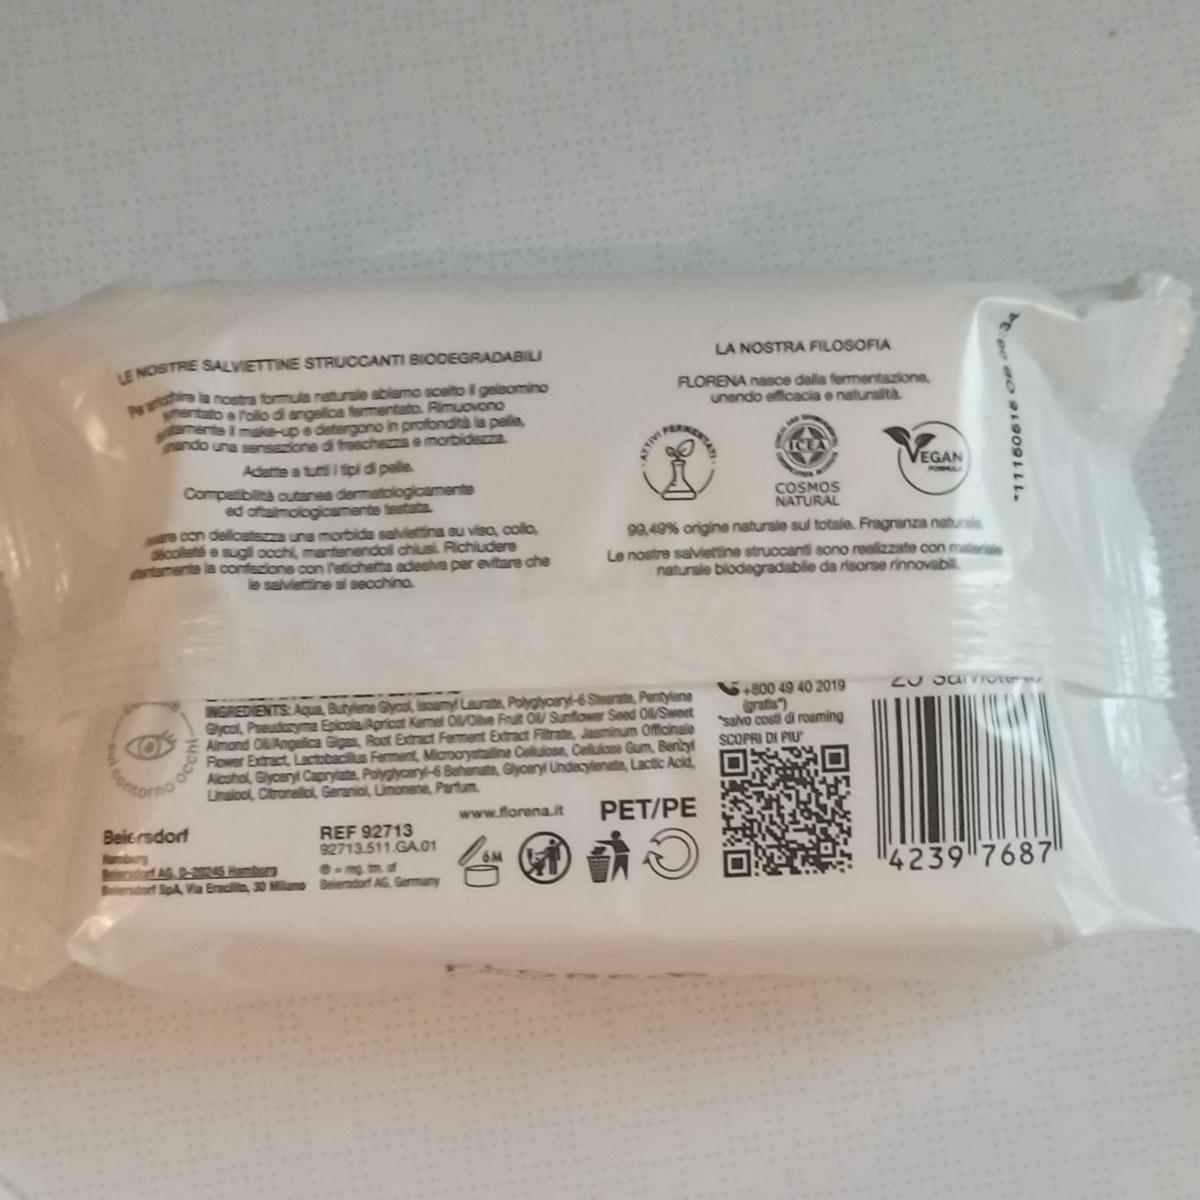 LE NOSTRE SALVIETTINE STRUCCANTI BIODEGRADABILI
la nostra formula naturale abbiamo scelto il gelsomino
e l'olio di angelica fermentato. Rimuovono
il make-up e detergono in profondità la pelle,
una sensazione di freschezza e morbidezza.
Adatte a tutti i tipi di pelle.
Compatibilità cutanea dermatologicamente
ed oftalmologicamente testata.
con delicatezza una morbida salviettina su viso, collo,
décolleté e sugli occhi, mantenendoli chiusi. Richiudere
la confezione con l'etichetta adesiva per evitare che
le salviettine si secchino.
LA NOSTRA FILOSOFIA
FLORENA nasce dalla fermentazione,
unendo efficacia e naturalità.
ATTIVI FERMENTATI
ICEA
COSMOS
NATURAL
VEGAN
FORMULA
99,49% origine naturale sul totale. Fragranza naturale.
Le nostre salviettine struccanti sono realizzate con materiale
naturale biodegradabile da risorse rinnovabili.
contorno occhi
INGREDIENTS: Aqua, Butylene Glycol, Isoamyl Laurate, Polyglyceryl-6 Stearate, Pentylene
Glycol, Pseudozyma Epicola/Apricot Kernel Oil/Olive Fruit Oil/ Sunflower Seed Oil/Sweet
Almond Oil/Angelica Gigas, Root Extract Ferment Extract Filtrate, Jasminum Officinale
Flower Extract, Lactobacillus Ferment, Microcrystalline Cellulose, Cellulose Gum, Benzyl
Alcohol, Glyceryl Caprylate, Polyglyceryl-6 Behenate, Glyceryl Undecylenate, Lactic Acid,
Linalool, Citronellol, Geraniol, Limonene, Parfum.
+800 49 40 2019
(gratis*)
*salvo costi di roaming
SCOPRI DI PIU'
www.florena.it
PET/PE
Beiersdorf
Hamburg
Beiersdorf AG, D-20245 Hamburg
Beiersdorf SpA, Via Eraclito, 30 Milano
REF 92713
92713.511.GA.01
® = reg. tm. of
Beiersdorf AG, Germany
6M
4239 7687